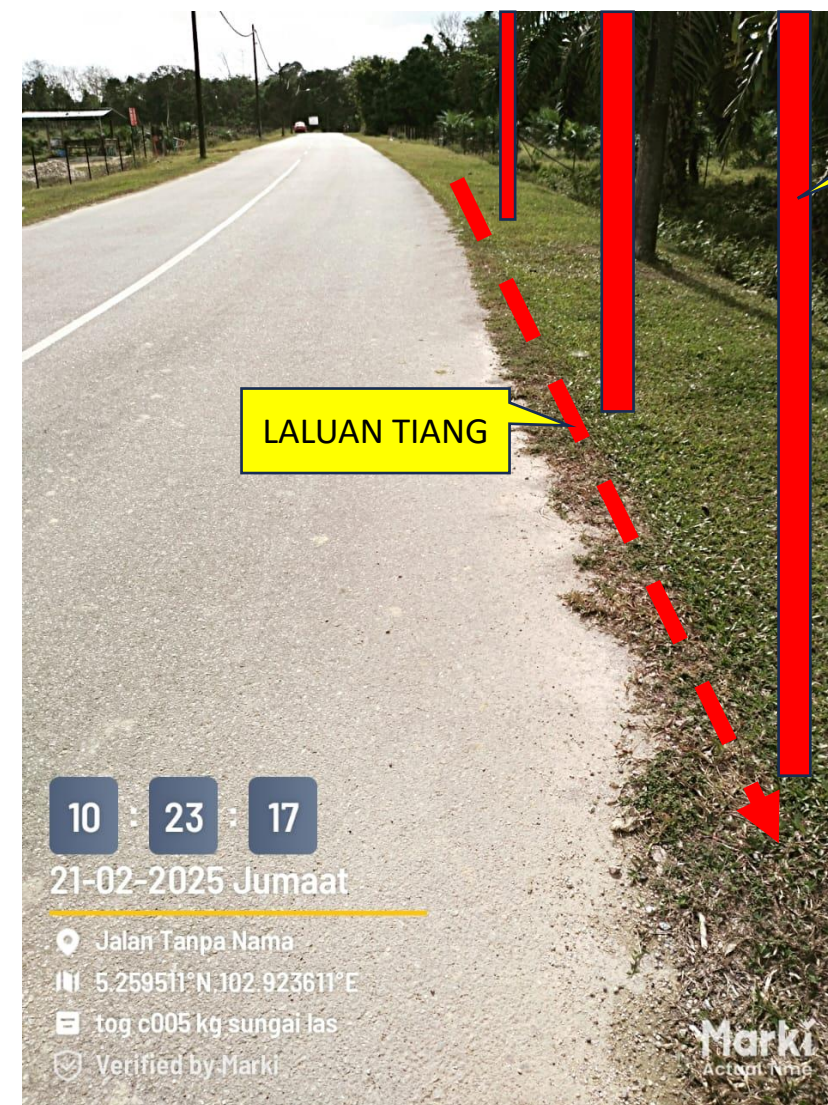 LALUAN TIANG
10 : 23 : 17
21-02-2025 Jumaat
Jalan Tanpa Nama
5.259511°N,102.923611°E
tog c005 kg sungai las
Verified by Marki
Marki
Actual Time